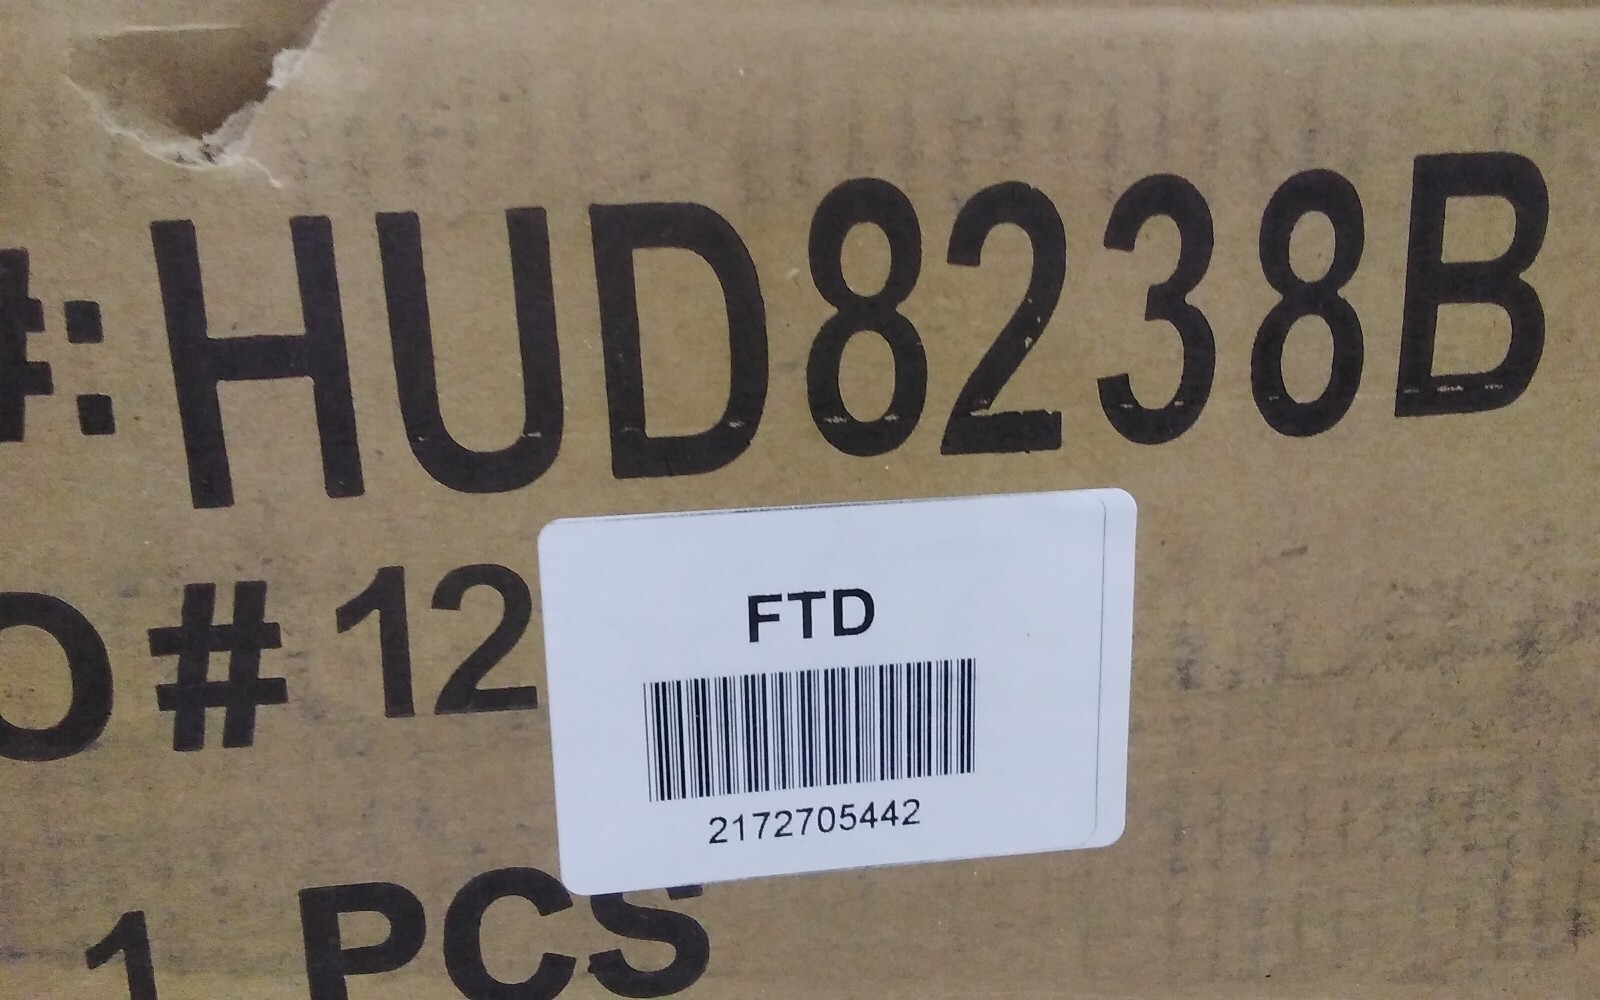 #:HUD8238B
O #12
FTD
2172705442
1 PCS